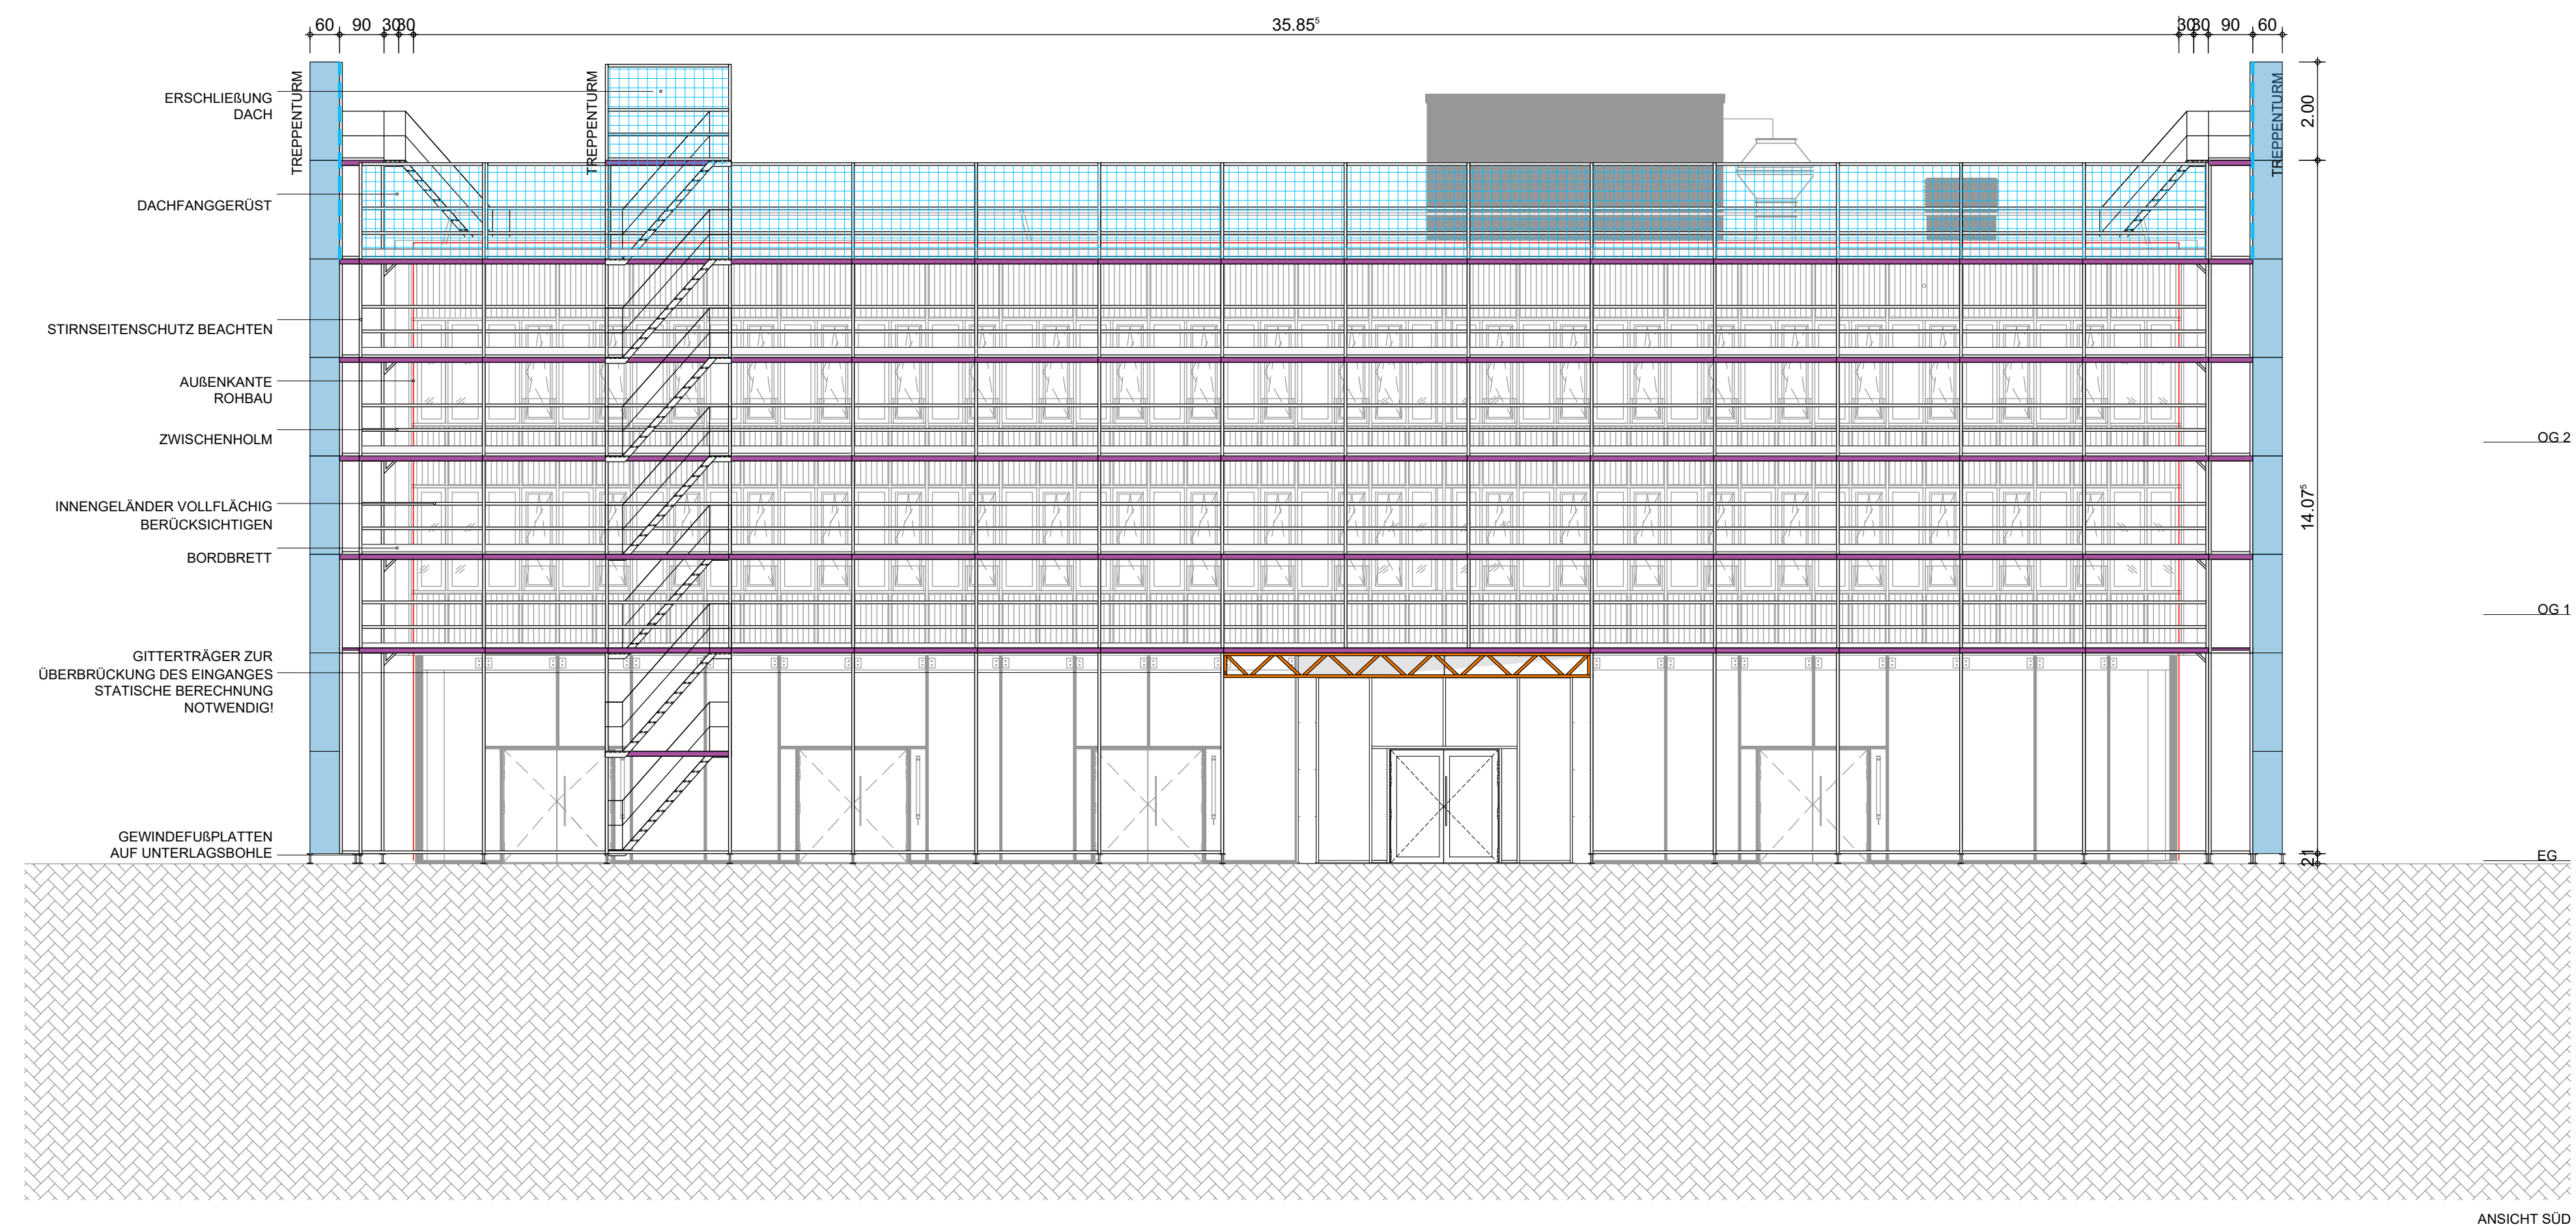 60 90 30 30 35.85⁵ 30 30 90 60
TREPPENTURM
TREPPENTURM
TREPPENTURM
ERSCHLIEßUNG
DACH
2.00
DACHFANGGERÜST
STIRNSEITENSCHUTZ BEACHTEN
AUßENKANTE
ROHBAU
ZWISCHENHOLM
OG 2
INNENGELÄNDER VOLLFLÄCHIG
BERÜCKSICHTIGEN
14.07⁵
BORDBRETT
OG 1
GITTERTRÄGER ZUR
ÜBERBRÜCKUNG DES EINGANGES
STATISCHE BERECHNUNG
NOTWENDIG!
GEWINDEFUßPLATTEN
AUF UNTERLAGSBOHLE
21
EG
ANSICHT SÜD